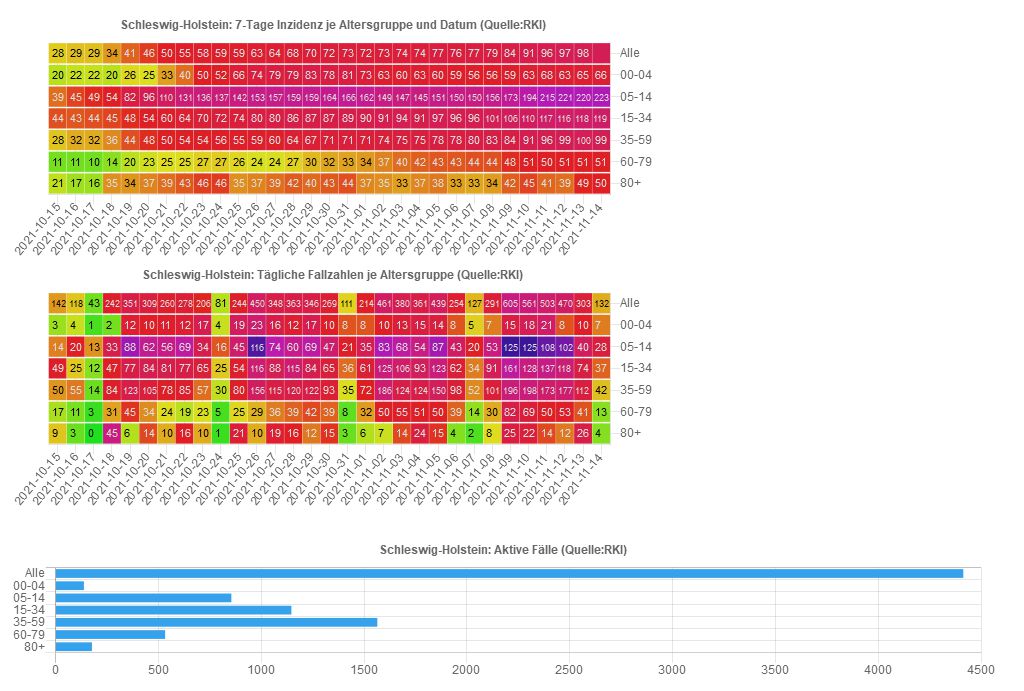 Schleswig-Holstein: 7-Tage Inzidenz je Altersgruppe und Datum (Quelle:RKI)
28 29 29 34 41 46 50 55 58 59 59 63 64 68 70 72 73 72 73 74 74 77 76 77 79 84 91 96 97 98 Alle
20 22 22 20 26 25 33 40 50 52 66 74 79 79 83 78 81 73 63 60 63 60 59 56 56 59 63 68 63 65 66 00-04
39 45 49 54 82 96 110 131 136 137 142 153 157 159 159 164 166 162 149 147 145 151 150 150 156 173 194 215 221 220 223 05-14
44 43 44 45 48 54 60 64 70 72 74 80 80 86 87 87 89 90 91 94 91 97 96 96 101 106 110 117 116 118 119 15-34
28 32 32 36 44 48 50 54 54 56 55 59 60 64 67 71 71 71 74 75 75 78 78 80 83 84 91 96 99 100 99 35-59
11 11 10 14 20 23 25 25 27 27 26 24 24 27 30 32 33 34 37 40 42 43 43 44 44 48 51 50 51 51 51 60-79
21 17 16 35 34 37 39 43 46 46 35 37 39 42 40 43 44 37 35 33 37 38 33 33 34 42 45 41 39 49 50 80+
2021-10-15 2021-10-16 2021-10-17 2021-10-18 2021-10-19 2021-10-20 2021-10-21 2021-10-22 2021-10-23 2021-10-24 2021-10-25 2021-10-26 2021-10-27 2021-10-28 2021-10-29 2021-10-30 2021-10-31 2021-11-01 2021-11-02 2021-11-03 2021-11-04 2021-11-05 2021-11-06 2021-11-07 2021-11-08 2021-11-09 2021-11-10 2021-11-11 2021-11-12 2021-11-13 2021-11-14
Schleswig-Holstein: Tägliche Fallzahlen je Altersgruppe (Quelle:RKI)
142 118 43 242 351 309 260 278 206 81 244 450 348 363 346 269 111 214 461 380 361 439 254 127 291 605 561 503 470 303 132 Alle
3 4 1 2 12 10 11 12 17 4 19 23 16 12 17 10 8 8 10 13 15 14 8 5 7 15 18 21 8 10 7 00-04
14 20 13 33 88 62 56 69 34 16 45 116 74 60 69 47 21 35 83 68 54 87 43 20 53 125 125 108 102 40 28 05-14
49 25 12 47 77 84 81 77 65 25 54 116 88 115 84 65 36 61 125 106 93 123 62 34 91 161 128 137 118 74 37 15-34
50 55 14 84 123 105 78 85 57 30 80 156 115 120 122 93 35 72 186 124 124 150 98 52 101 196 198 173 177 112 42 35-59
17 11 3 31 45 34 24 19 23 5 25 29 36 39 42 39 8 32 50 55 51 50 39 14 30 82 69 50 53 41 13 60-79
9 3 0 45 6 14 10 16 10 1 21 10 19 16 12 15 3 6 7 14 24 15 4 2 8 25 22 14 12 26 4 80+
2021-10-15 2021-10-16 2021-10-17 2021-10-18 2021-10-19 2021-10-20 2021-10-21 2021-10-22 2021-10-23 2021-10-24 2021-10-25 2021-10-26 2021-10-27 2021-10-28 2021-10-29 2021-10-30 2021-10-31 2021-11-01 2021-11-02 2021-11-03 2021-11-04 2021-11-05 2021-11-06 2021-11-07 2021-11-08 2021-11-09 2021-11-10 2021-11-11 2021-11-12 2021-11-13 2021-11-14
Schleswig-Holstein: Aktive Fälle (Quelle:RKI)
Alle
00-04
05-14
15-34
35-59
60-79
80+
0 500 1000 1500 2000 2500 3000 3500 4000 4500